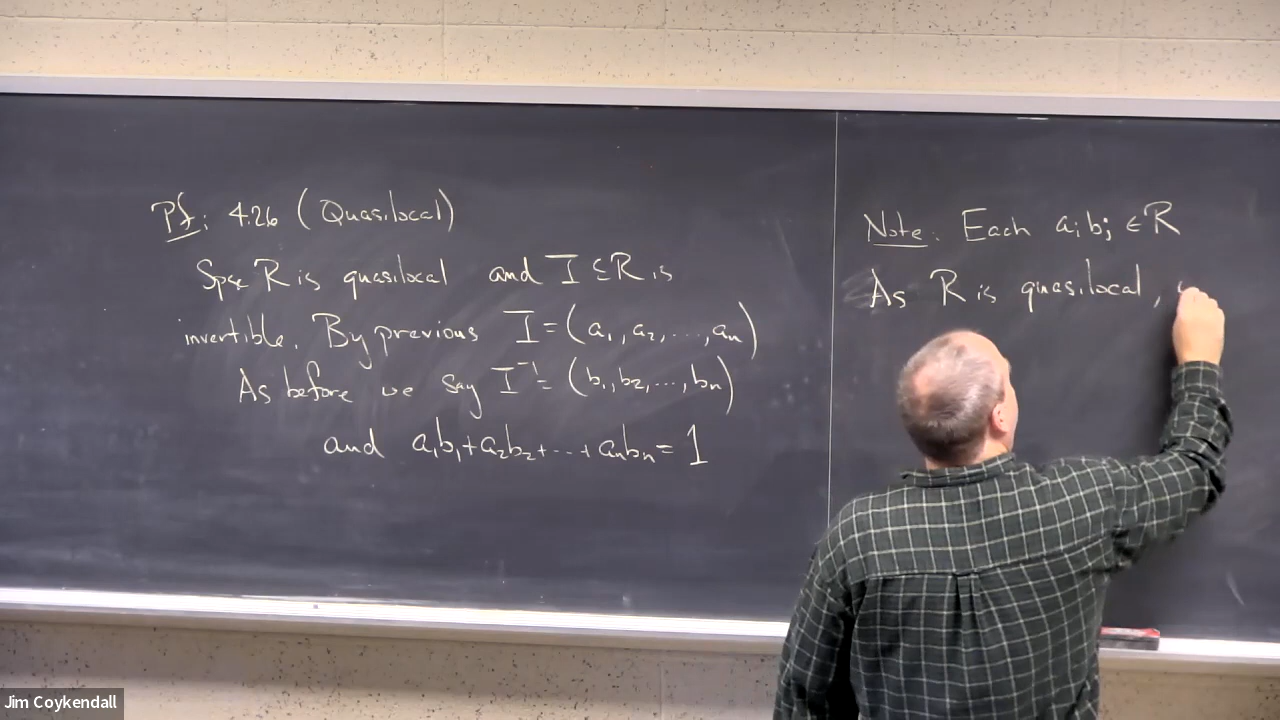 Pf: 4.26 (Quasilocal)
Spse R is quasilocal and I ⊆ R is
invertible. By previous I = (a₁, a₂, ..., aₙ)
As before we say I⁻¹ = (b₁, b₂, ..., bₙ)
and a₁b₁ + a₂b₂ + ... + aₙbₙ = 1
Note: Each aᵢbᵢ ∈ R
As R is quasilocal,
Jim Coykendall